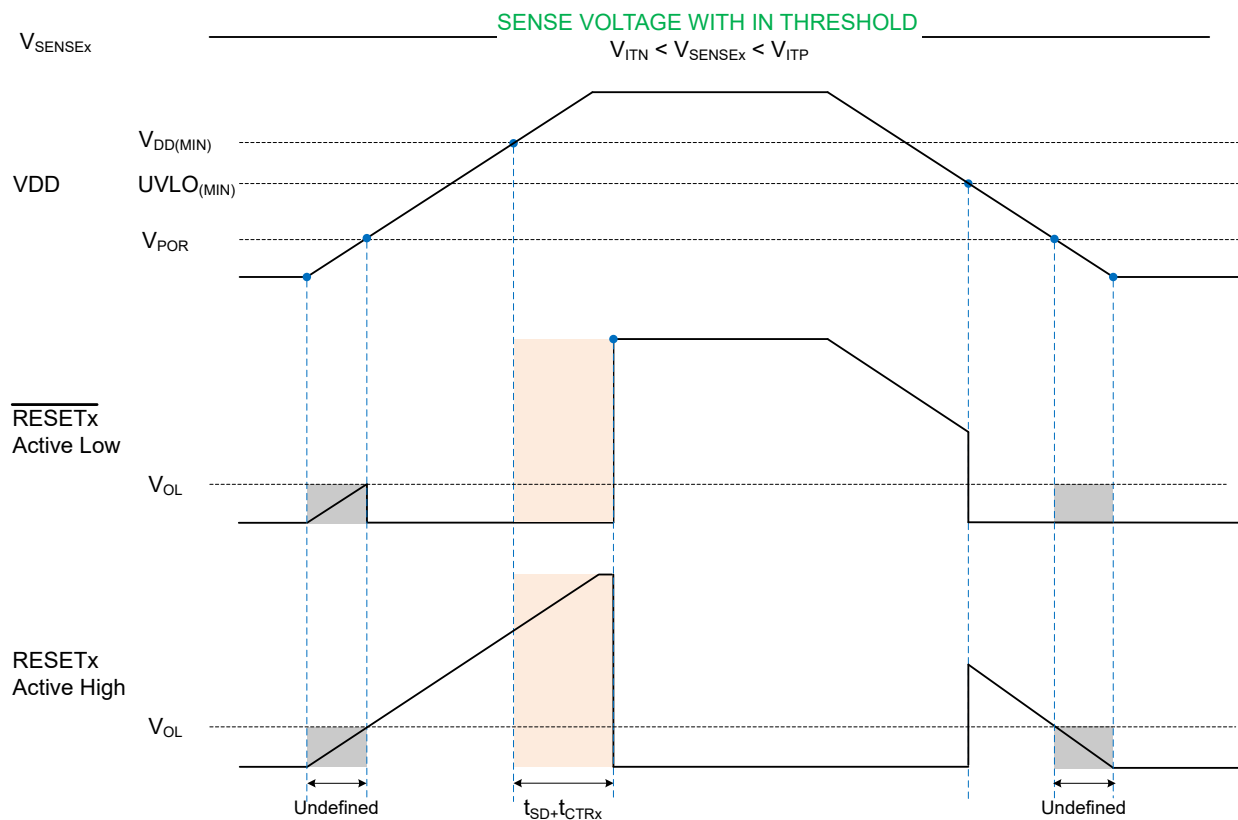 SENSE VOLTAGE WITH IN THRESHOLD
VSENSEx
VITN < VSENSEx < VITP
VDD(MIN)
VDD
UVLO(MIN)
VPOR
RESETx
Active Low
VOL
RESETx
Active High
VOL
Undefined
tSD+tCTRx
Undefined